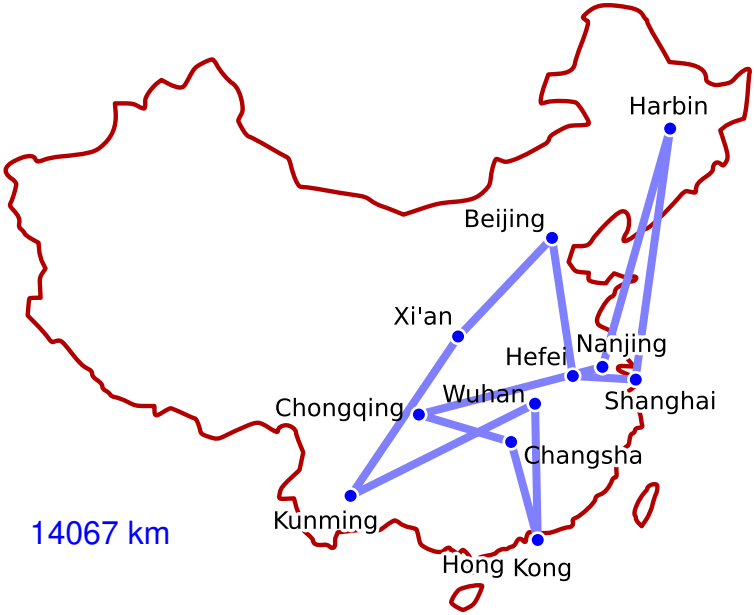 Harbin
Beijing
Xi'an
Nanjing
Hefei
Wuhan
Shanghai
Chongqing
Changsha
Kunming
14067 km
Hong Kong